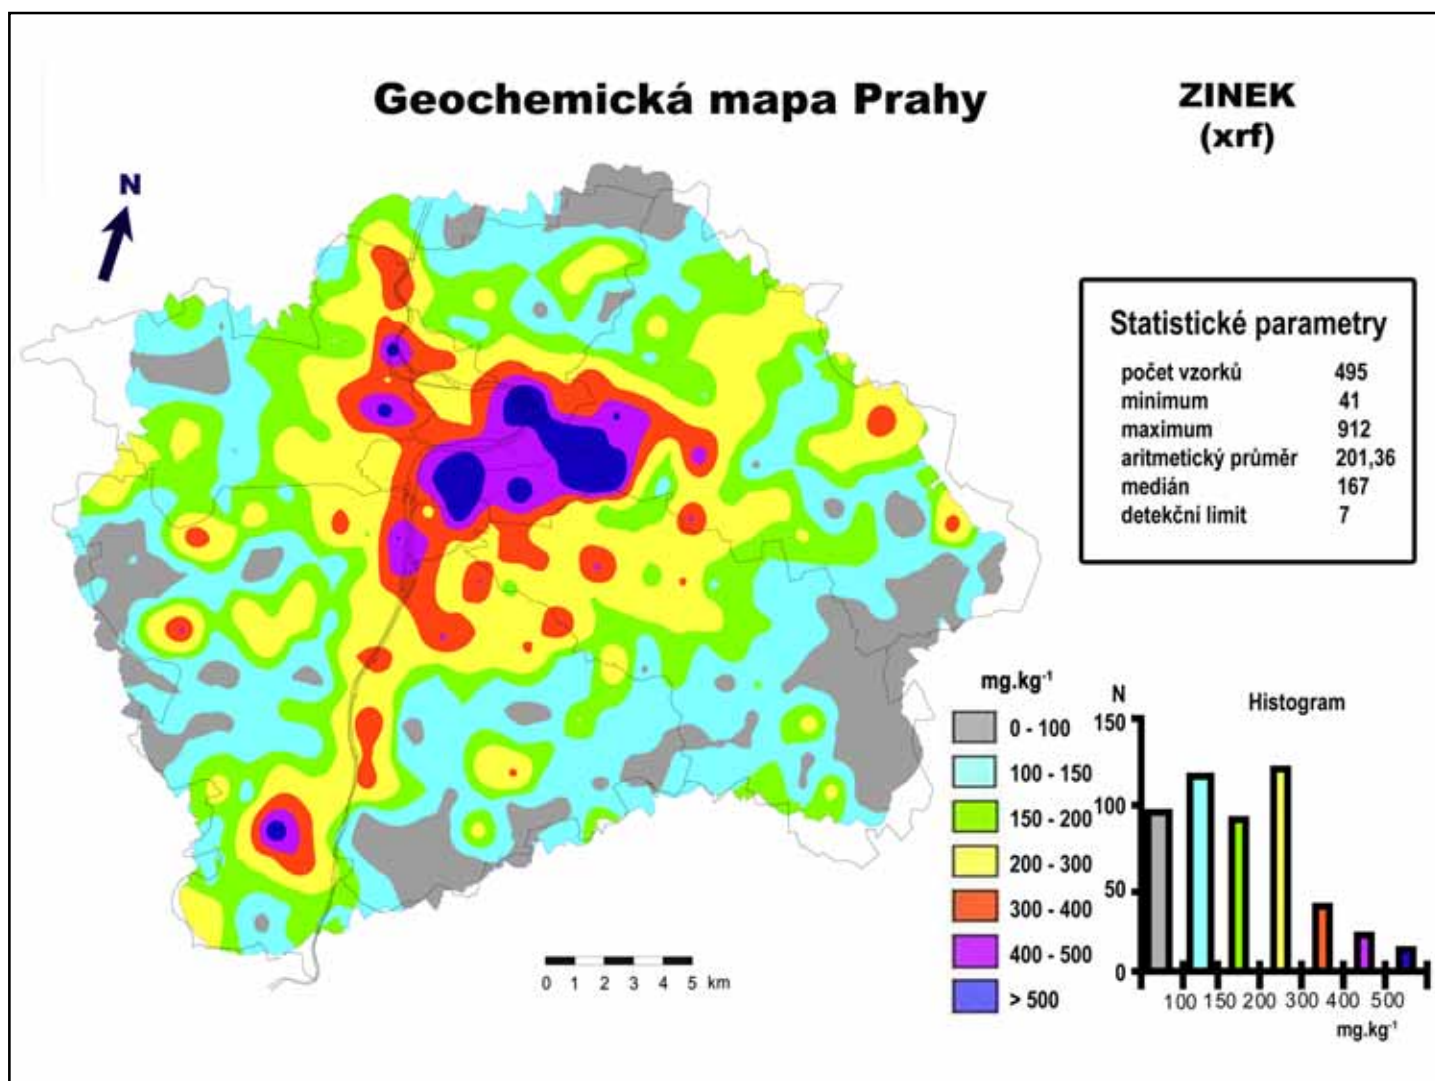 Geochemická mapa Prahy
ZINEK
(xrf)
N
Statistické parametry
počet vzorků 495
minimum 41
maximum 912
aritmetický průměr 201,36
medián 167
detekční limit 7
mg.kg⁻¹
0 - 100
100 - 150
150 - 200
200 - 300
300 - 400
400 - 500
> 500
0 1 2 3 4 5 km
N
Histogram
150
100
50
0
100 150 200 300 400 500
mg.kg⁻¹